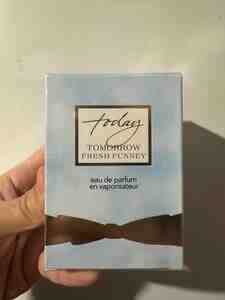 today
TOMORROW
FRESH FUNNEY
eau de parfum
en vaporisateur